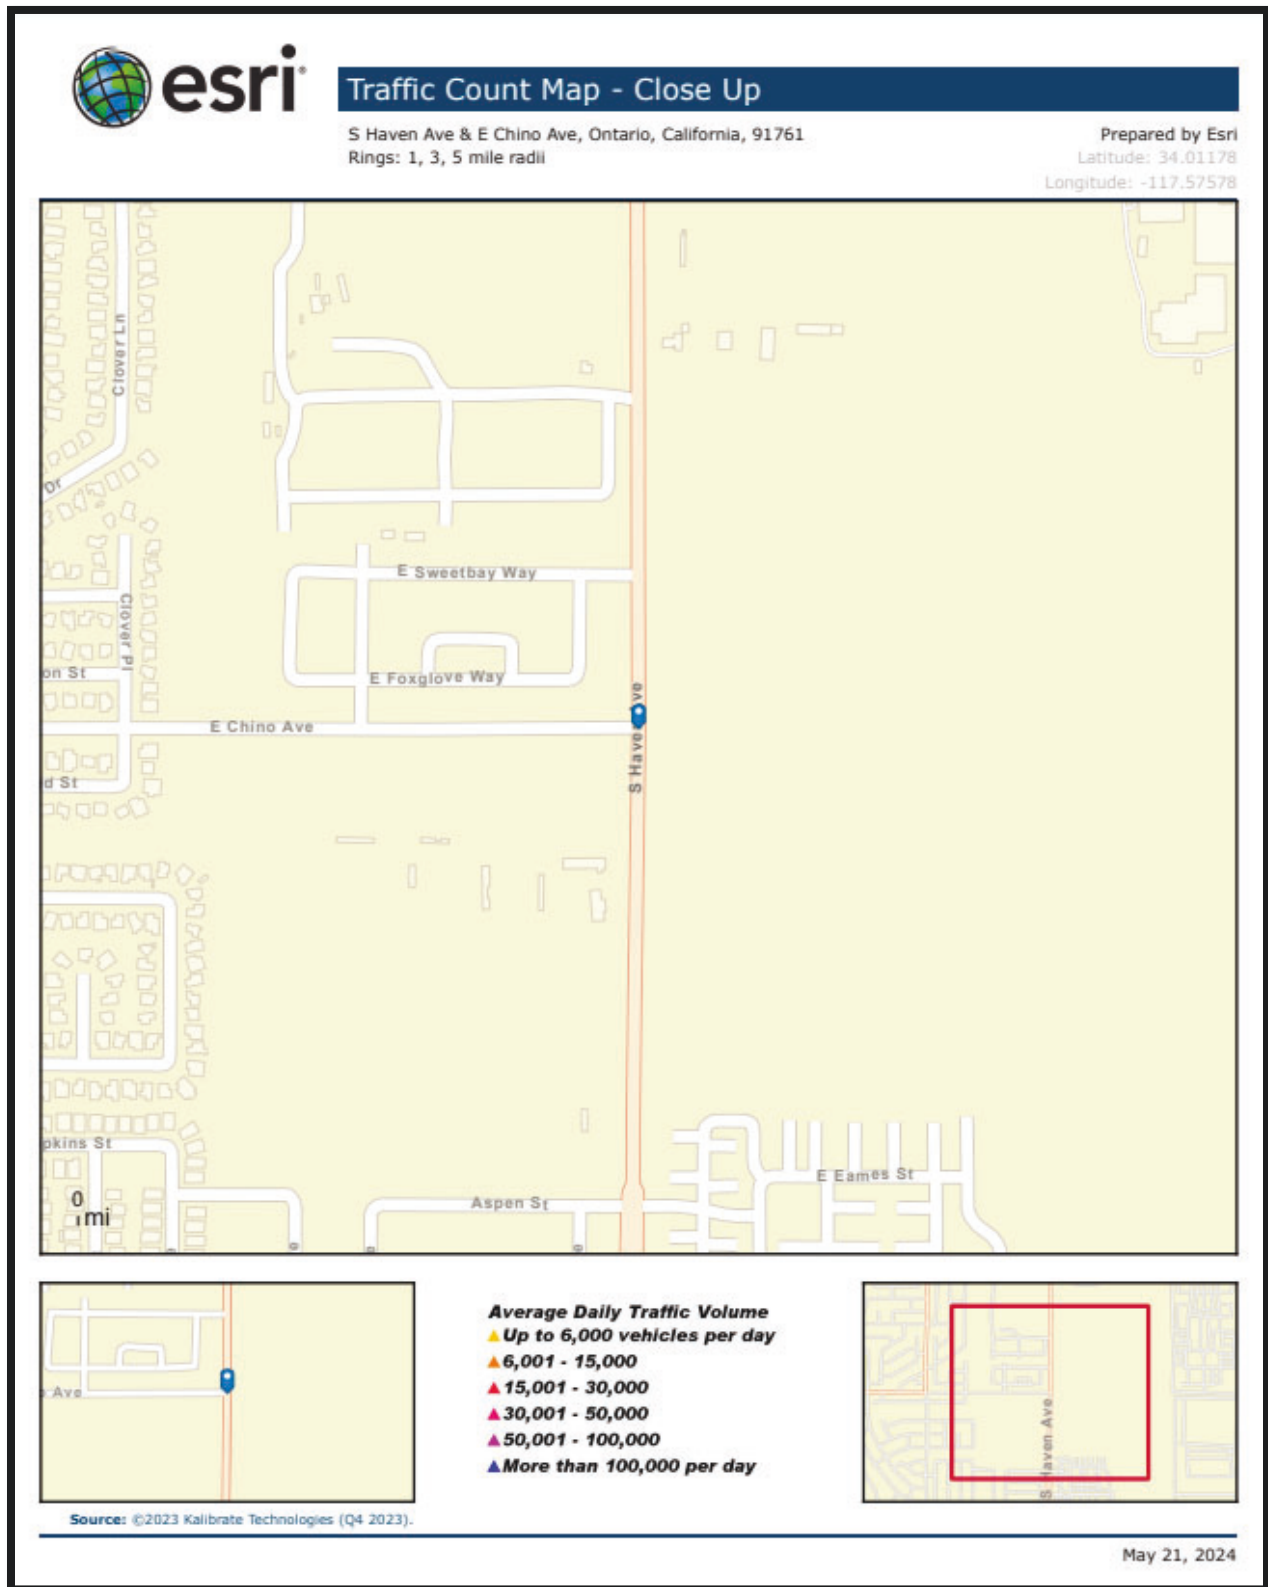 esri
Traffic Count Map - Close Up
S Haven Ave & E Chino Ave, Ontario, California, 91761
Rings: 1, 3, 5 mile radii
Prepared by Esri
Latitude: 34.01178
Longitude: -117.57578
Clover Ln
Dr
E Sweetbay Way
Clover Pl
on St
E Foxglove Way
S Haven Ave
E Chino Ave
d St
pkins St
E Eames St
0
mi
Aspen St
e
e
e
e
Ave
Average Daily Traffic Volume
Up to 6,000 vehicles per day
6,001 - 15,000
15,001 - 30,000
30,001 - 50,000
50,001 - 100,000
More than 100,000 per day
S Haven Ave
Source: ©2023 Kalibrate Technologies (Q4 2023).
May 21, 2024